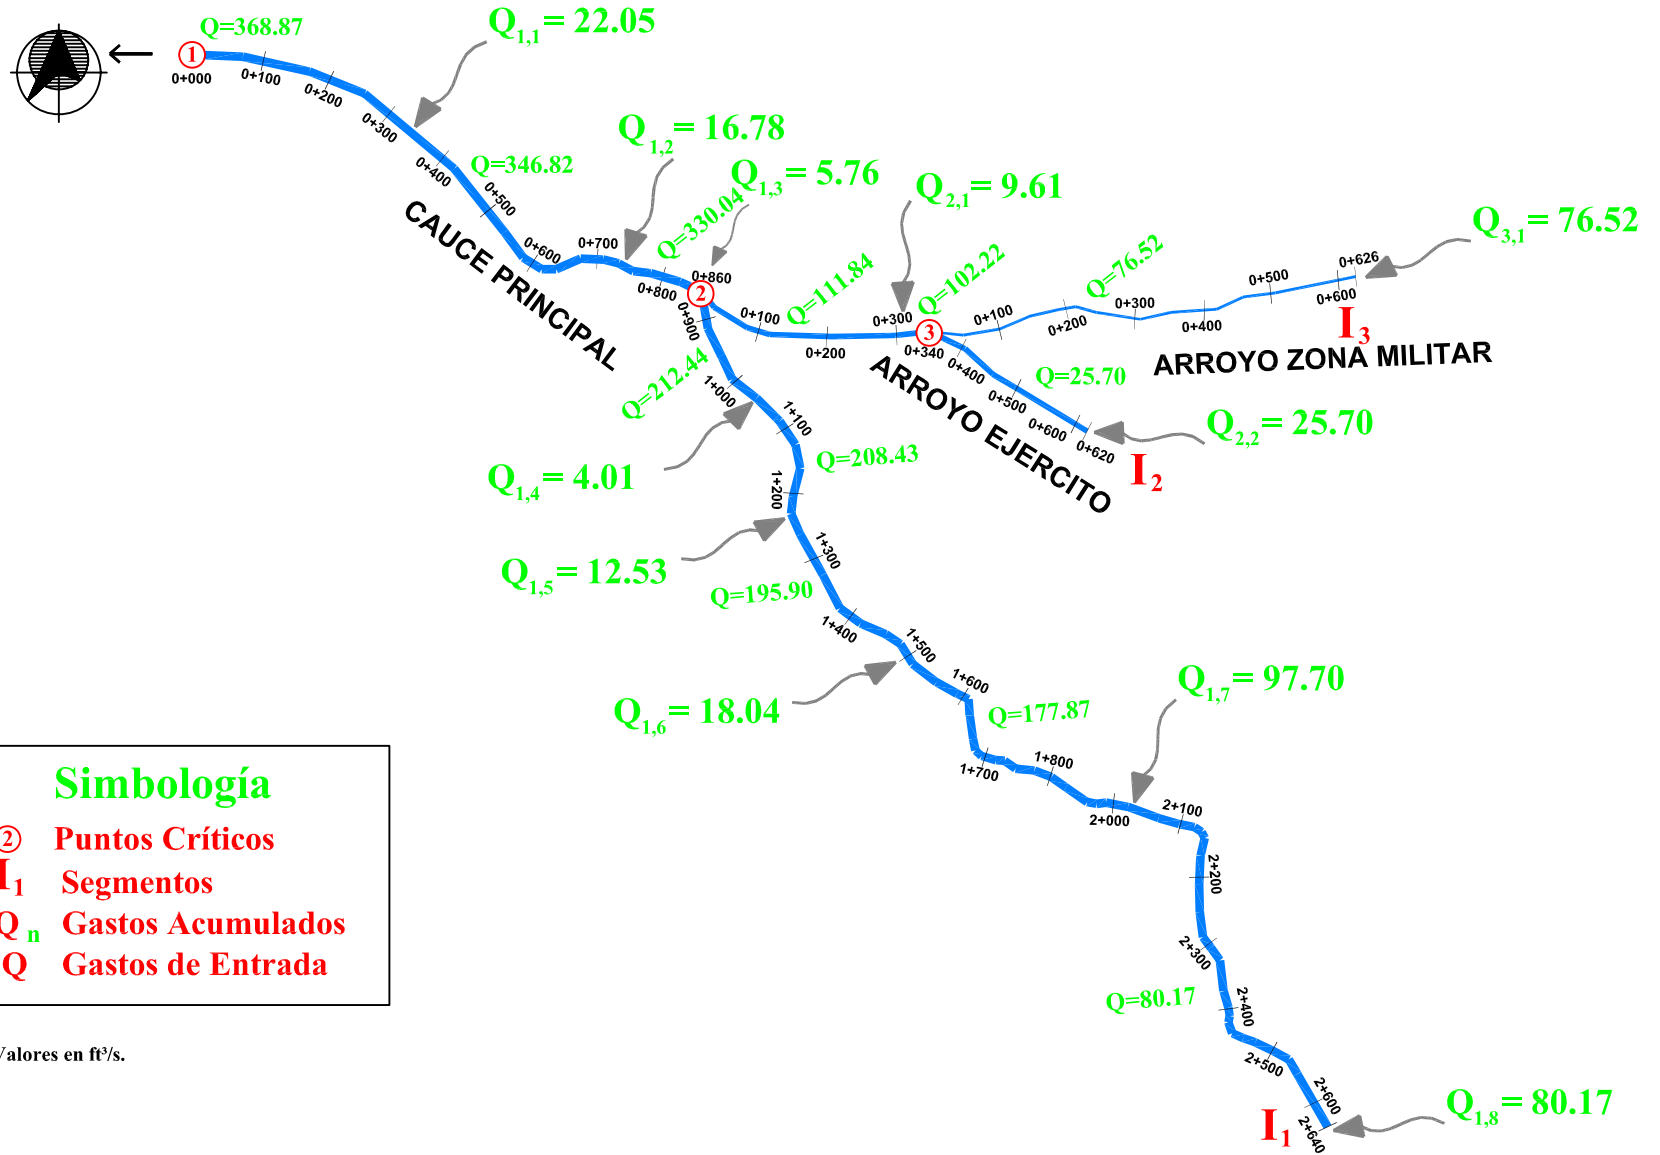 Q=368.87
Q1,1= 22.05
1
0+000
0+100
0+200
0+300
0+400
Q=346.82
0+500
0+600
0+700
0+800
CAUCE PRINCIPAL
Q1,2= 16.78
Q1,3= 5.76
Q=330.04
0+860
2
0+900
Q=212.44
1+000
0+100
Q=111.84
0+200
Q2,1= 9.61
0+300
Q=102.22
3
0+340
0+100
Q=76.52
0+200
0+300
0+400
0+500
0+600
0+626
Q3,1= 76.52
I3
ARROYO ZONA MILITAR
0+400
0+500
Q=25.70
0+600
0+620
Q2,2= 25.70
I2
ARROYO EJERCITO
1+100
Q1,4= 4.01
Q=208.43
1+200
Q1,5= 12.53
1+300
Q=195.90
1+400
1+500
Q1,6= 18.04
1+600
Q=177.87
1+700
1+800
Q1,7= 97.70
2+000
2+100
2+200
2+300
Q=80.17
2+400
2+500
2+600
2+640
I1
Q1,8= 80.17
Simbología
2 Puntos Críticos
I1 Segmentos
Q n Gastos Acumulados
Q Gastos de Entrada
Valores en ft³/s.